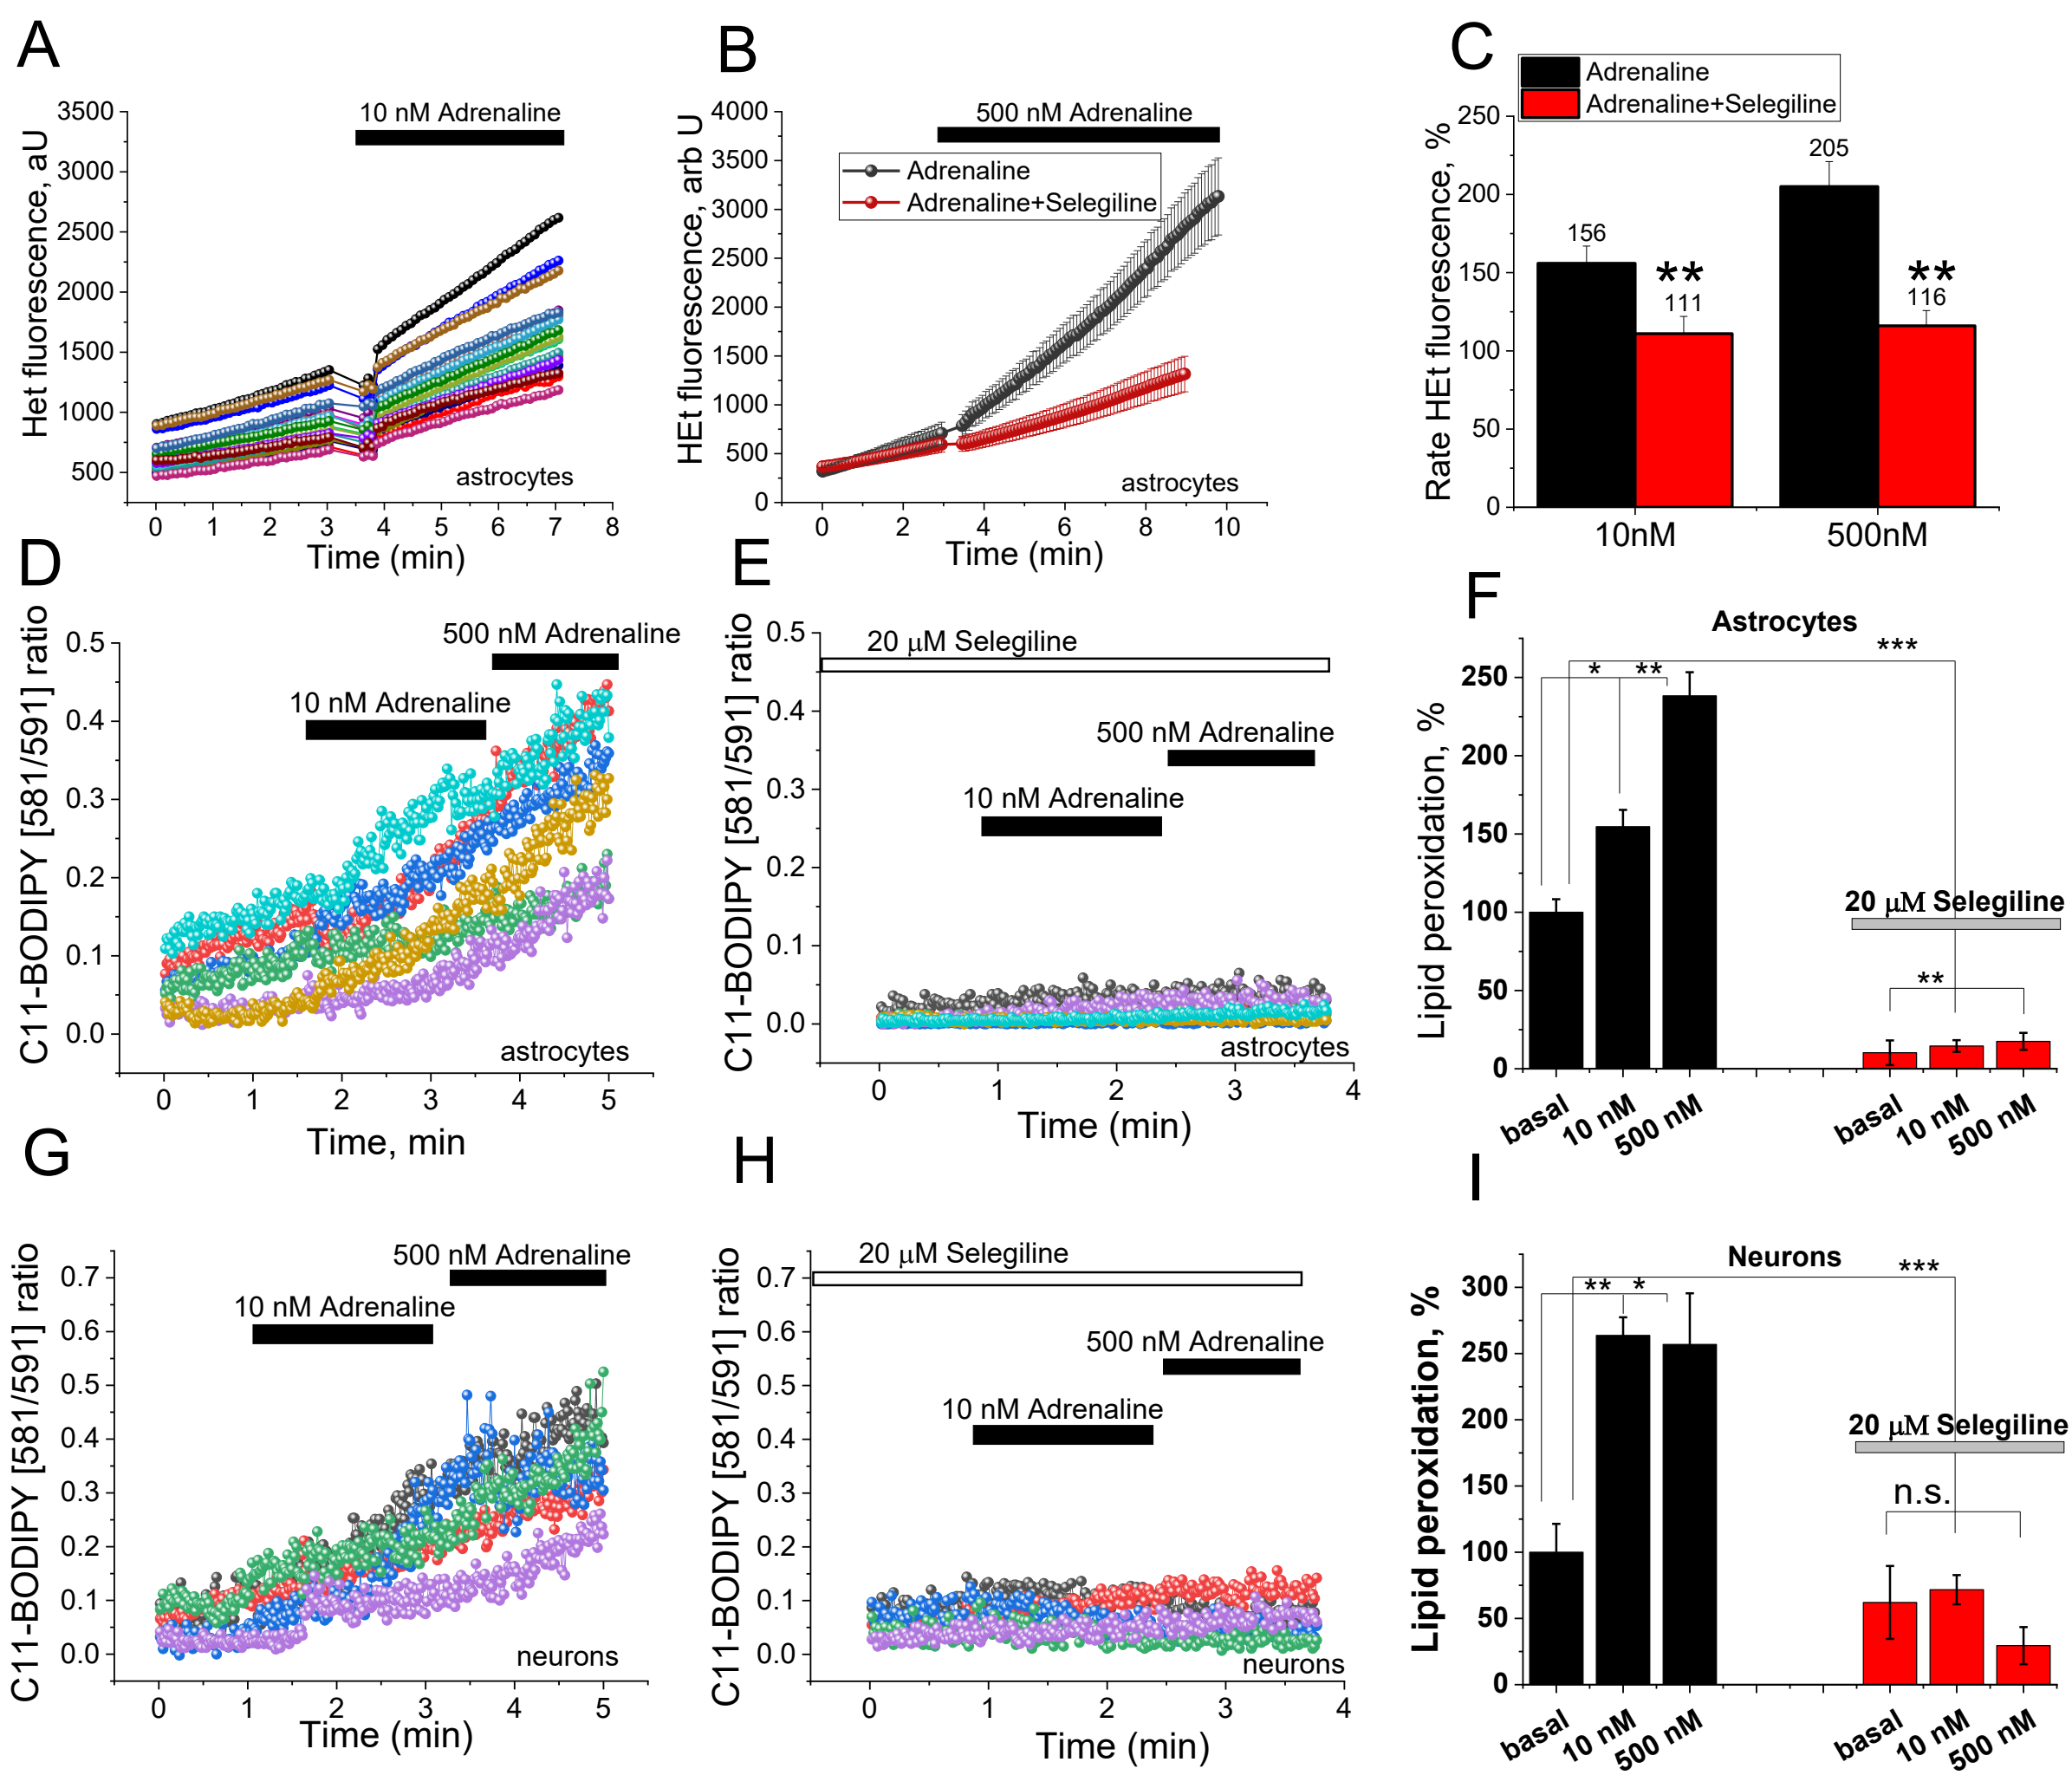 A
Het fluorescence, aU
3500
3000
2500
2000
1500
1000
500
10 nM Adrenaline
astrocytes
0 1 2 3 4 5 6 7 8
Time (min)
B
HEt fluorescence, arb U
4000
3500
3000
2500
2000
1500
1000
500
0
500 nM Adrenaline
Adrenaline
Adrenaline+Selegiline
astrocytes
0 2 4 6 8 10
Time (min)
C
Adrenaline
Adrenaline+Selegiline
Rate HEt fluorescence, %
250
200
150
100
50
0
156
**
111
205
**
116
10nM 500nM
D
C11-BODIPY [581/591] ratio
0.5
0.4
0.3
0.2
0.1
0.0
500 nM Adrenaline
10 nM Adrenaline
astrocytes
0 1 2 3 4 5
Time, min
E
C11-BODIPY [581/591] ratio
0.5
0.4
0.3
0.2
0.1
0.0
20 μM Selegiline
500 nM Adrenaline
10 nM Adrenaline
astrocytes
0 1 2 3 4
Time (min)
F
Astrocytes
Lipid peroxidation, %
250
200
150
100
50
0
***
* **
20 μM Selegiline
**
basal 10 nM 500 nM basal 10 nM 500 nM
G
C11-BODIPY [581/591] ratio
0.7
0.6
0.5
0.4
0.3
0.2
0.1
0.0
500 nM Adrenaline
10 nM Adrenaline
neurons
0 1 2 3 4 5
Time (min)
H
C11-BODIPY [581/591] ratio
0.7
0.6
0.5
0.4
0.3
0.2
0.1
0.0
20 μM Selegiline
500 nM Adrenaline
10 nM Adrenaline
neurons
0 1 2 3 4
Time (min)
I
Neurons
Lipid peroxidation, %
300
250
200
150
100
50
0
***
** *
20 μM Selegiline
n.s.
basal 10 nM 500 nM basal 10 nM 500 nM